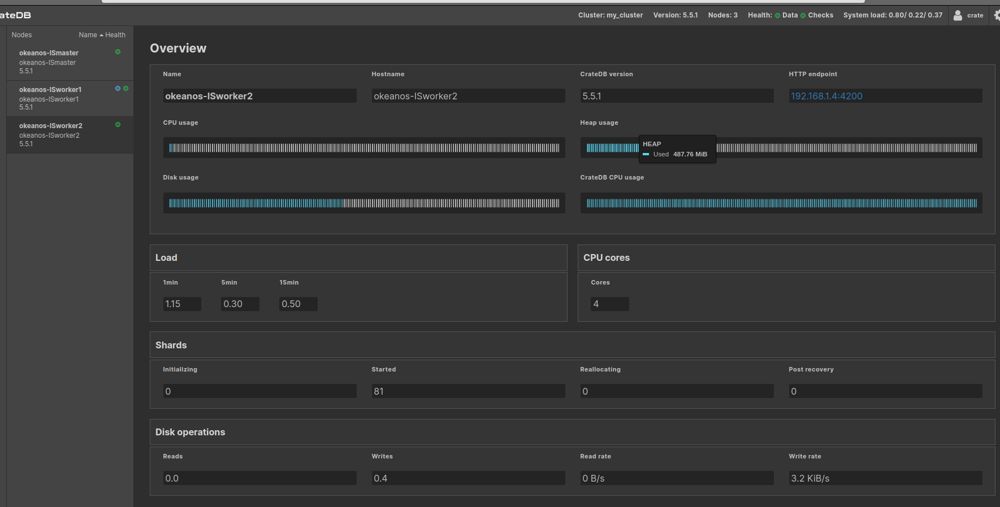 ateDB
Cluster: my_cluster Version: 5.5.1 Nodes: 3 Health: Data Checks System load: 0.80/ 0.22/ 0.37 crate
Nodes Name Health
okeanos-ISmaster
okeanos-ISmaster
5.5.1
okeanos-ISworker1
okeanos-ISworker1
5.5.1
okeanos-ISworker2
okeanos-ISworker2
5.5.1
Overview
Name Hostname CrateDB version HTTP endpoint
okeanos-ISworker2 okeanos-ISworker2 5.5.1 192.168.1.4:4200
CPU usage Heap usage
HEAP
Used 487.76 MiB
Disk usage CrateDB CPU usage
Load CPU cores
1min 5min 15min Cores
1.15 0.30 0.50 4
Shards
Initializing Started Reallocating Post recovery
0 81 0 0
Disk operations
Reads Writes Read rate Write rate
0.0 0.4 0 B/s 3.2 KiB/s